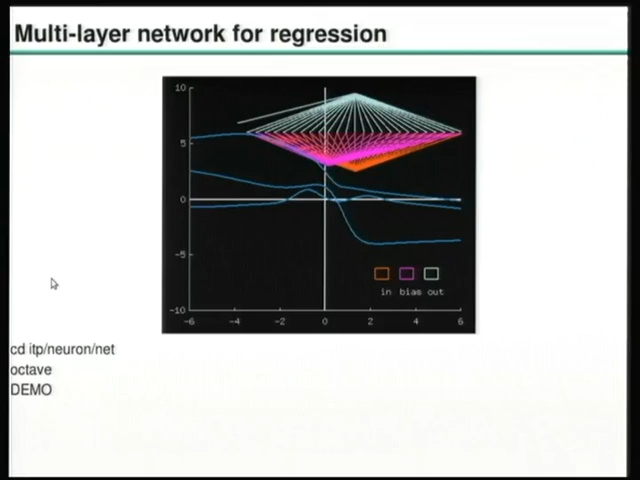 Multi-layer network for regression
10
5
0
-5
-10
-6 -4 -2 0 2 4 6
in bias out
cd itp/neuron/net
octave
DEMO